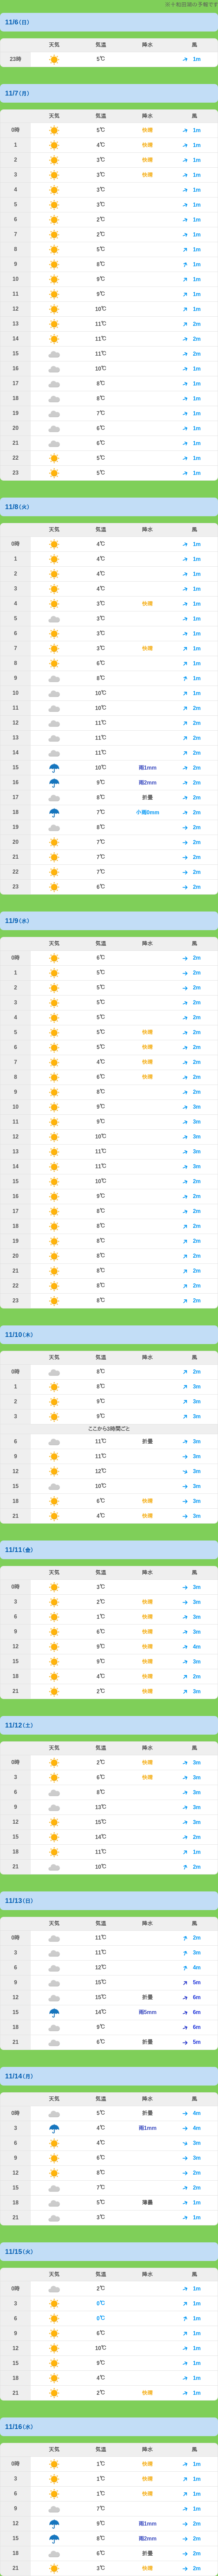 ※千船店舗の予報です
11/6(日)
天気 気温 降水 風
23時 5℃ 1m
11/7(月)
天気 気温 降水 風
0時 5℃ 快晴 1m
1 4℃ 快晴 1m
2 3℃ 快晴 1m
3 3℃ 快晴 1m
4 3℃ 1m
5 3℃ 1m
6 2℃ 1m
7 2℃ 1m
8 5℃ 1m
9 8℃ 1m
10 9℃ 1m
11 9℃ 1m
12 10℃ 1m
13 11℃ 2m
14 11℃ 2m
15 11℃ 2m
16 10℃ 1m
17 8℃ 1m
18 8℃ 1m
19 7℃ 1m
20 6℃ 1m
21 6℃ 1m
22 5℃ 1m
23 5℃ 1m
11/8(火)
天気 気温 降水 風
0時 4℃ 1m
1 4℃ 1m
2 4℃ 1m
3 4℃ 1m
4 3℃ 快晴 1m
5 3℃ 1m
6 3℃ 1m
7 3℃ 快晴 1m
8 6℃ 1m
9 8℃ 1m
10 10℃ 1m
11 10℃ 2m
12 11℃ 2m
13 11℃ 2m
14 11℃ 2m
15 10℃ 雨1mm 2m
16 9℃ 雨2mm 2m
17 8℃ 折曇 2m
18 7℃ 小雨0mm 2m
19 8℃ 2m
20 7℃ 2m
21 7℃ 2m
22 7℃ 2m
23 6℃ 2m
11/9(水)
天気 気温 降水 風
0時 6℃ 2m
1 5℃ 2m
2 5℃ 2m
3 5℃ 2m
4 5℃ 2m
5 5℃ 快晴 2m
6 5℃ 快晴 2m
7 4℃ 快晴 2m
8 6℃ 快晴 2m
9 8℃ 2m
10 9℃ 3m
11 9℃ 3m
12 10℃ 3m
13 11℃ 3m
14 11℃ 3m
15 10℃ 2m
16 9℃ 2m
17 8℃ 2m
18 8℃ 2m
19 8℃ 2m
20 8℃ 2m
21 8℃ 2m
22 8℃ 2m
23 8℃ 2m
11/10(木)
天気 気温 降水 風
0時 8℃ 2m
1 8℃ 3m
2 9℃ 3m
3 9℃ 3m
ここから3時間ごと
6 11℃ 折曇 3m
9 11℃ 3m
12 12℃ 3m
15 10℃ 3m
18 6℃ 快晴 3m
21 4℃ 快晴 3m
11/11(金)
天気 気温 降水 風
0時 3℃ 3m
3 2℃ 快晴 3m
6 1℃ 快晴 3m
9 6℃ 快晴 3m
12 9℃ 快晴 4m
15 9℃ 快晴 3m
18 4℃ 快晴 2m
21 2℃ 快晴 3m
11/12(土)
天気 気温 降水 風
0時 2℃ 快晴 3m
3 6℃ 快晴 3m
6 8℃ 3m
9 13℃ 3m
12 15℃ 3m
15 14℃ 2m
18 11℃ 1m
21 10℃ 2m
11/13(日)
天気 気温 降水 風
0時 11℃ 2m
3 11℃ 3m
6 12℃ 4m
9 15℃ 5m
12 15℃ 折曇 6m
15 14℃ 雨5mm 6m
18 9℃ 6m
21 6℃ 折曇 5m
11/14(月)
天気 気温 降水 風
0時 5℃ 折曇 4m
3 4℃ 雨1mm 4m
6 4℃ 3m
9 6℃ 3m
12 8℃ 2m
15 7℃ 2m
18 5℃ 薄曇 1m
21 3℃ 1m
11/15(火)
天気 気温 降水 風
0時 2℃ 1m
3 0℃ 1m
6 0℃ 1m
9 6℃ 1m
12 10℃ 1m
15 9℃ 1m
18 4℃ 1m
21 2℃ 快晴 1m
11/16(水)
天気 気温 降水 風
0時 1℃ 快晴 1m
3 1℃ 快晴 1m
6 1℃ 快晴 1m
9 7℃ 1m
12 9℃ 雨1mm 2m
15 8℃ 雨2mm 2m
18 6℃ 折曇 2m
21 3℃ 快晴 2m